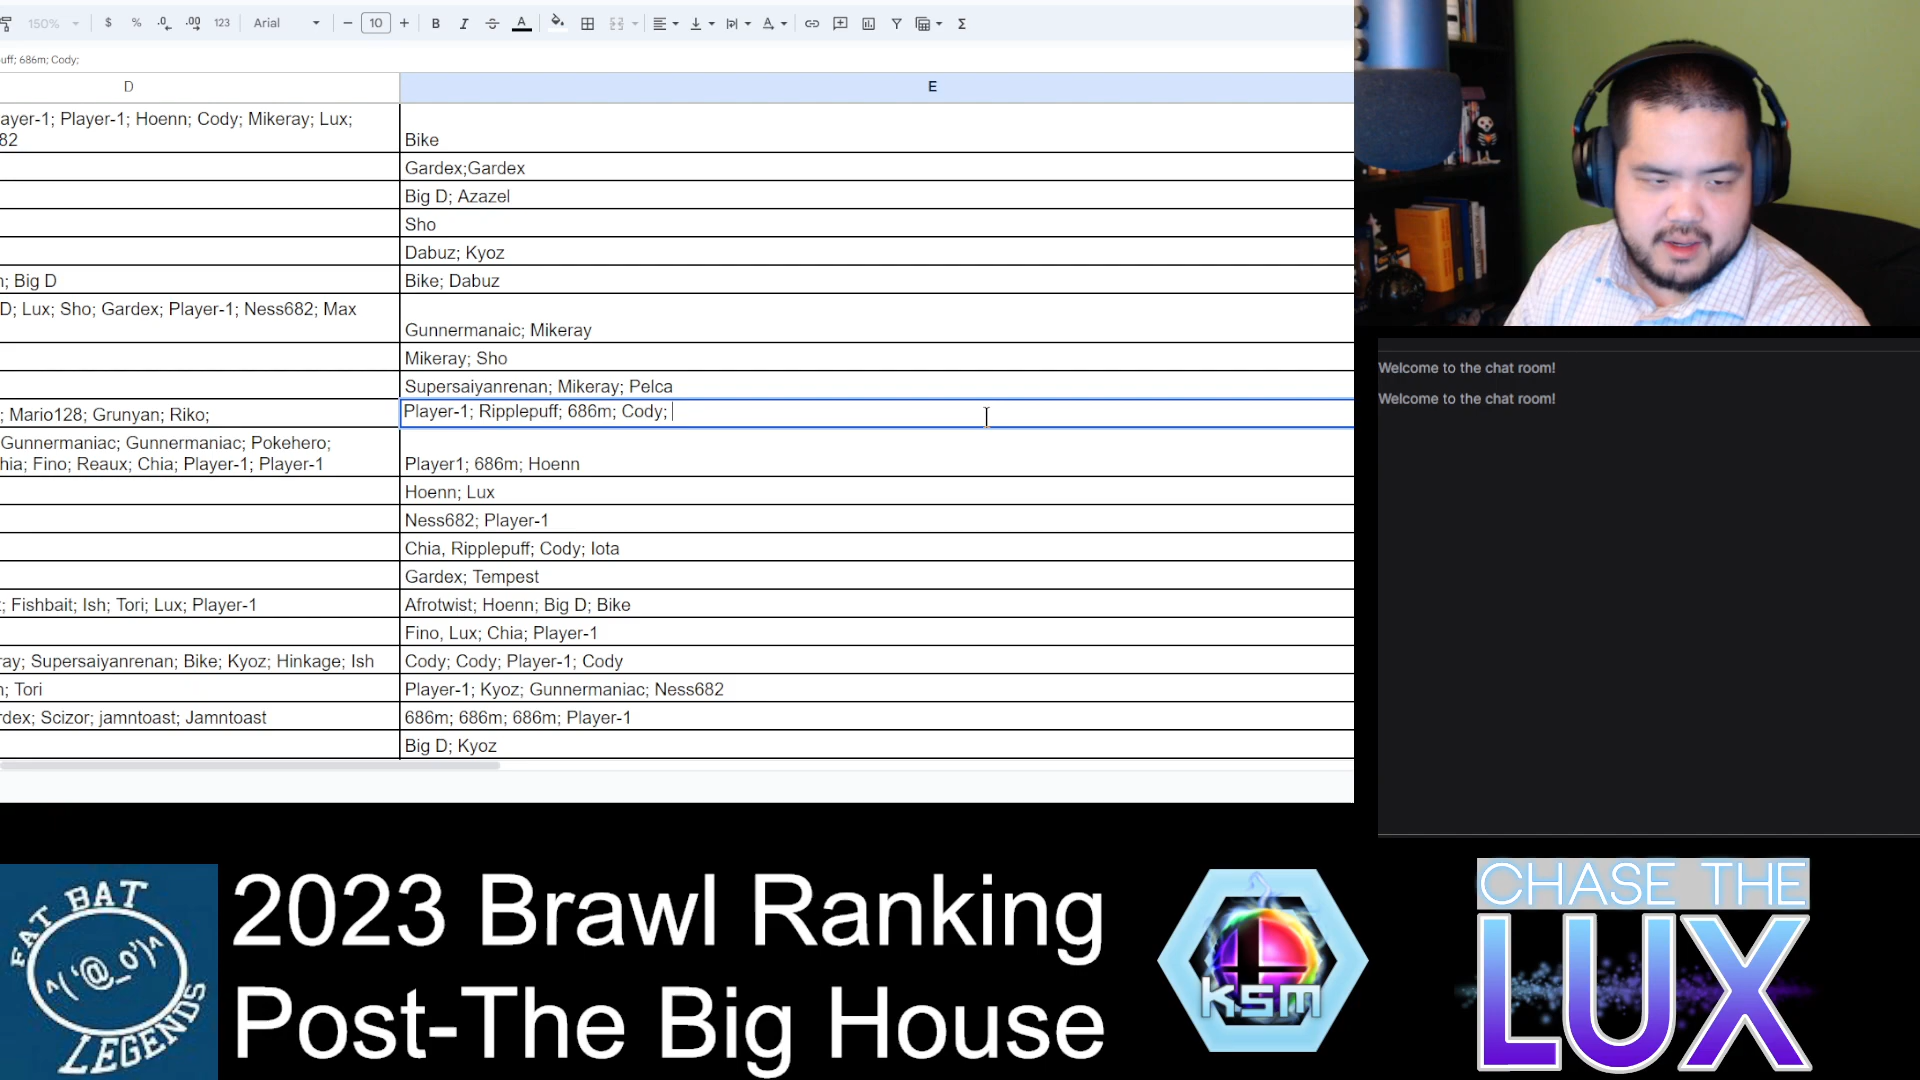 150% $ % .0 .00 123 Arial 10 B I A
uff; 686m; Cody;
D E
ayer-1; Player-1; Hoenn; Cody; Mikeray; Lux;
82
Bike
Gardex;Gardex
Big D; Azazel
Sho
Dabuz; Kyoz
; Big D
Bike; Dabuz
D; Lux; Sho; Gardex; Player-1; Ness682; Max
Gunnermanaic; Mikeray
Mikeray; Sho
Supersaiyanrenan; Mikeray; Pelca
; Mario128; Grunyan; Riko;
Player-1; Ripplepuff; 686m; Cody;
Gunnermaniac; Gunnermaniac; Pokehero;
hia; Fino; Reaux; Chia; Player-1; Player-1
Player1; 686m; Hoenn
Hoenn; Lux
Ness682; Player-1
Chia, Ripplepuff; Cody; Iota
Gardex; Tempest
; Fishbait; Ish; Tori; Lux; Player-1
Afrotwist; Hoenn; Big D; Bike
Fino, Lux; Chia; Player-1
ray; Supersaiyanrenan; Bike; Kyoz; Hinkage; Ish
Cody; Cody; Player-1; Cody
; Tori
Player-1; Kyoz; Gunnermaniac; Ness682
rdex; Scizor; jamntoast; Jamntoast
686m; 686m; 686m; Player-1
Big D; Kyoz
Welcome to the chat room!
Welcome to the chat room!
FAT BAT
^('@_0')^
LEGENDS
2023 Brawl Ranking
Post-The Big House
KSM
CHASE THE
LUX